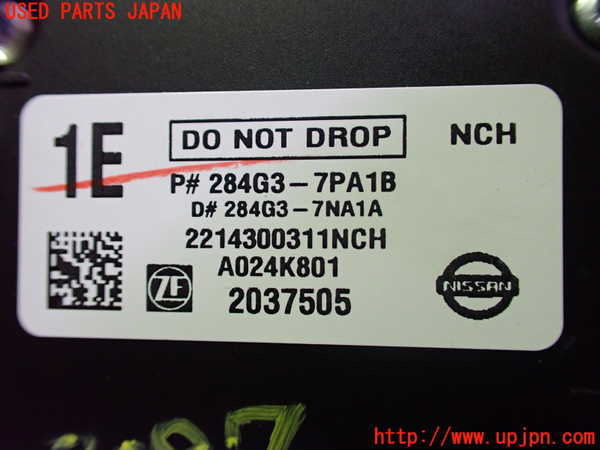 USED PARTS JAPAN
1E
DO NOT DROP
NCH
P# 284G3-7PA1B
D# 284G3-7NA1A
2214300311NCH
A024K801
ZF
2037505
NISSAN
http://www.upjpn.com/